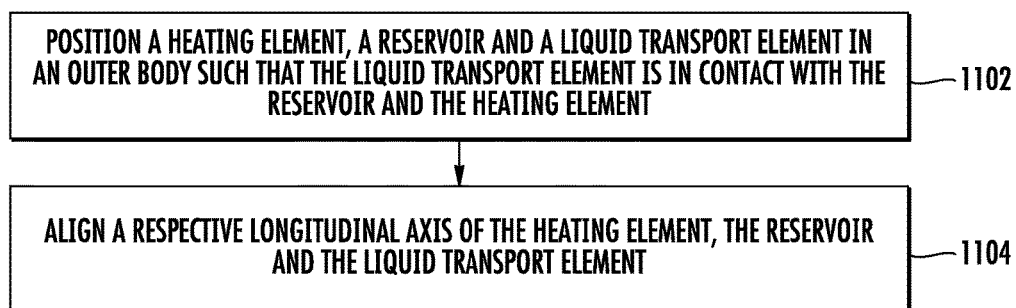 POSITION A HEATING ELEMENT, A RESERVOIR AND A LIQUID TRANSPORT ELEMENT IN
AN OUTER BODY SUCH THAT THE LIQUID TRANSPORT ELEMENT IS IN CONTACT WITH THE
RESERVOIR AND THE HEATING ELEMENT
1102
ALIGN A RESPECTIVE LONGITUDINAL AXIS OF THE HEATING ELEMENT, THE RESERVOIR
AND THE LIQUID TRANSPORT ELEMENT
1104